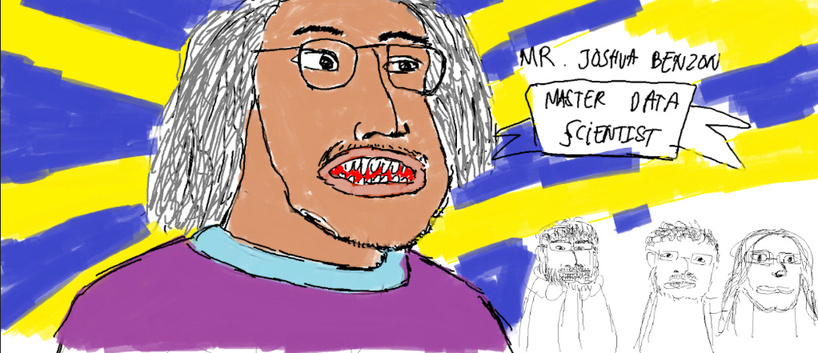 MR. JOSHUA BENZON
MASTER DATA
SCIENTIST